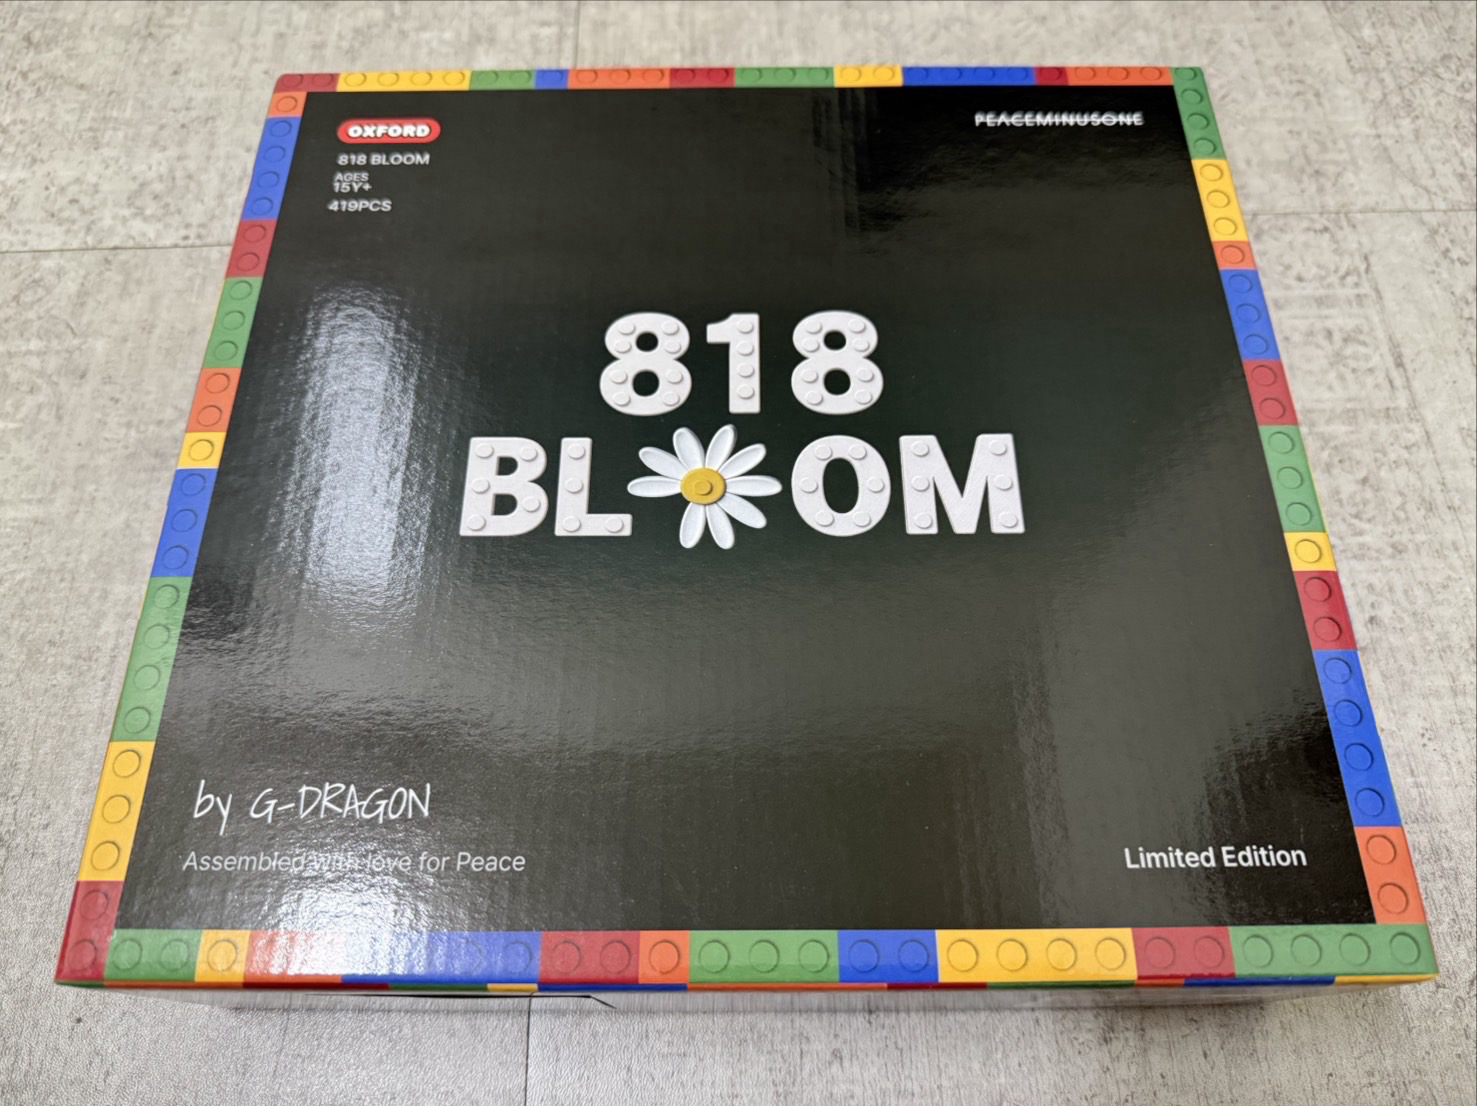 OXFORD
PEACEMINUSONE
818 BLOOM
AGES
15Y+
419PCS
818
BLOOM
by G-DRAGON
Assembled with love for Peace
Limited Edition